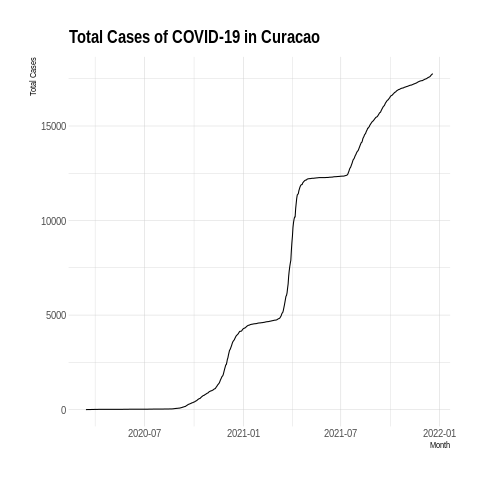 Total Cases of COVID-19 in Curacao
Total Cases
15000
10000
5000
0
2020-07
2021-01
2021-07
2022-01
Month